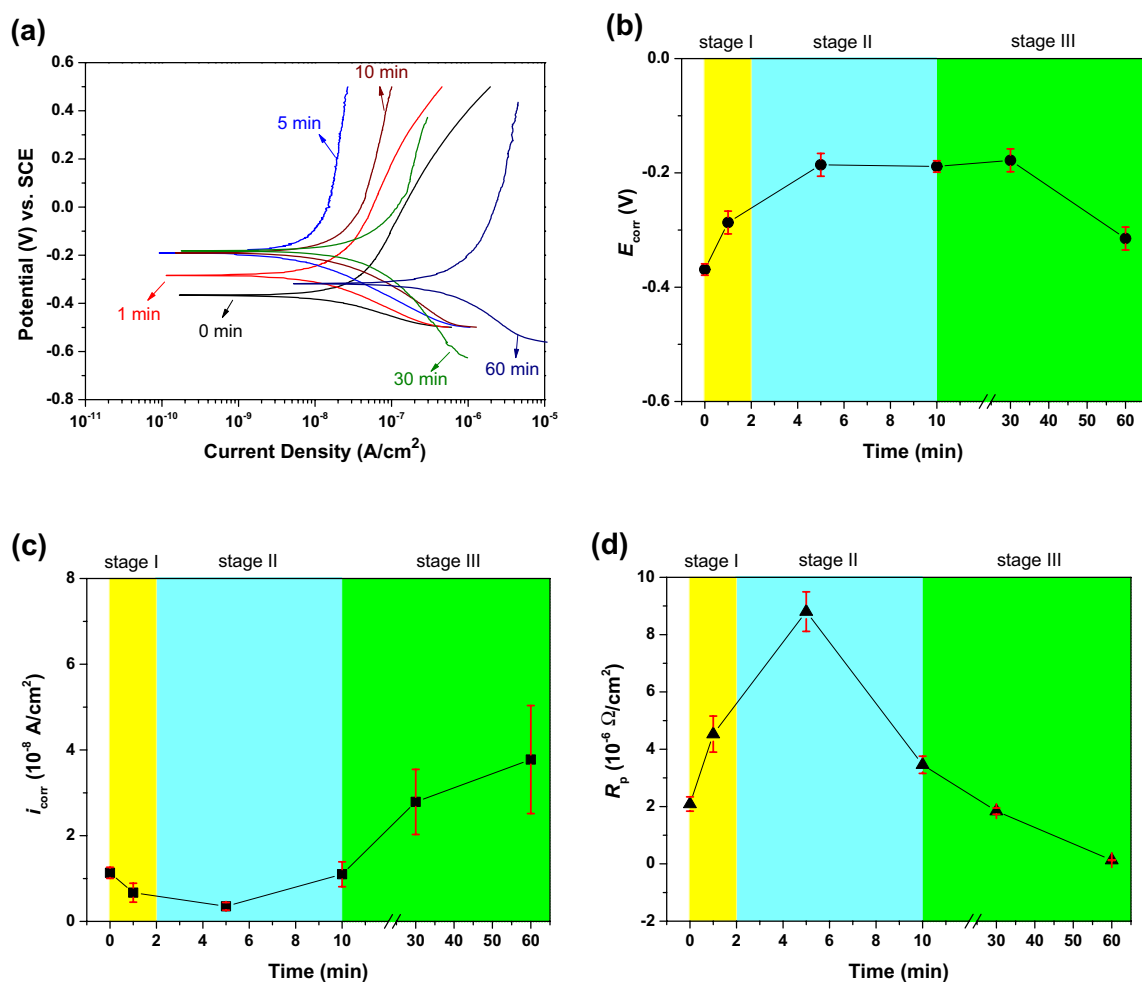 (a)
0.6
0.4
0.2
0.0
-0.2
-0.4
-0.6
-0.8
Potential (V) vs. SCE
10 min
5 min
1 min
0 min
30 min
60 min
10⁻¹¹ 10⁻¹⁰ 10⁻⁹ 10⁻⁸ 10⁻⁷ 10⁻⁶ 10⁻⁵
Current Density (A/cm²)
(b)
stage I stage II stage III
0.0
-0.2
-0.4
-0.6
E_corr (V)
0 2 4 6 8 10 30 40 50 60
Time (min)
(c)
stage I stage II stage III
8
6
4
2
0
i_corr (10⁻⁸ A/cm²)
0 2 4 6 8 10 30 40 50 60
Time (min)
(d)
stage I stage II stage III
10
8
6
4
2
0
-2
R_p (10⁻⁶ Ω/cm²)
0 2 4 6 8 10 30 40 50 60
Time (min)